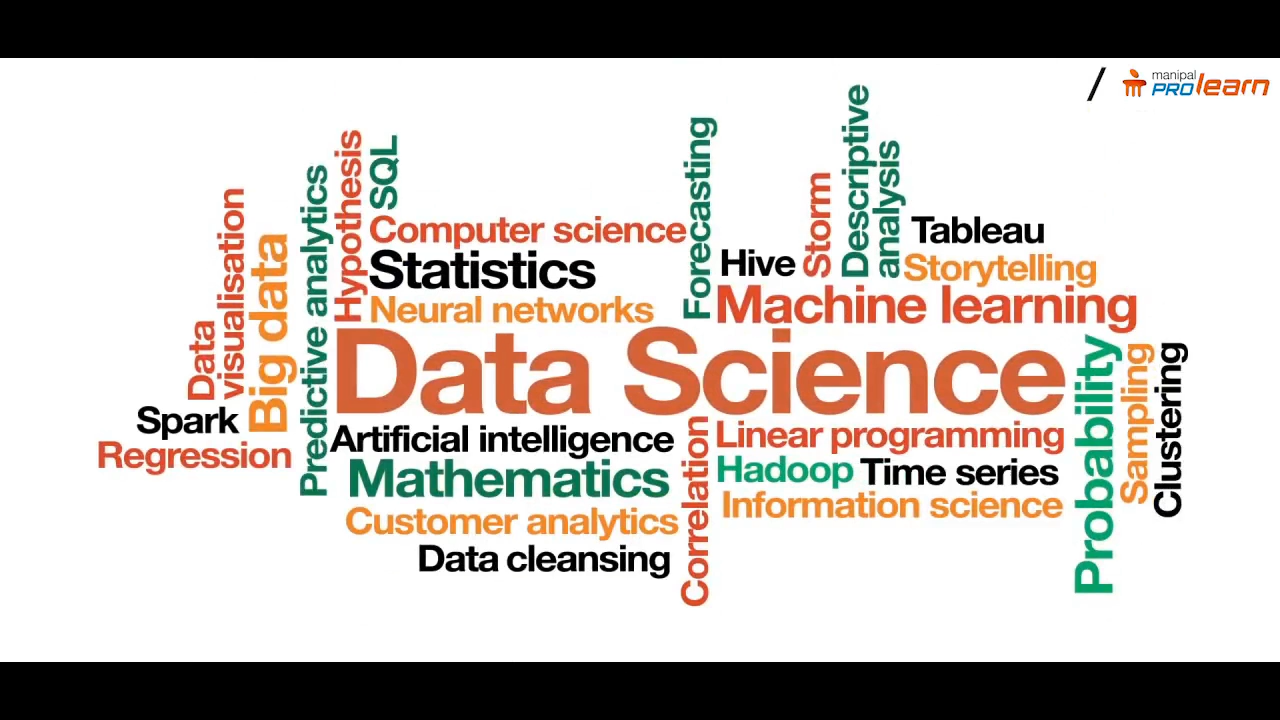 manipal
PROlearn
Data
visualisation
Big data
Predictive analytics
Hypothesis
SQL
Computer science
Statistics
Neural networks
Forecasting
Hive
Storm
Descriptive
analysis
Tableau
Storytelling
Machine learning
Data Science
Spark
Regression
Artificial intelligence
Mathematics
Customer analytics
Data cleansing
Correlation
Linear programming
Hadoop
Time series
Information science
Probability
Sampling
Clustering